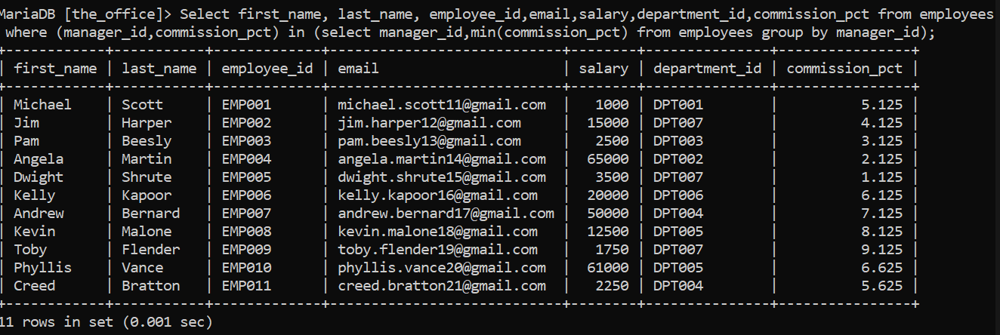 MariaDB [the_office]> Select first_name, last_name, employee_id,email,salary,department_id,commission_pct from employees
where (manager_id,commission_pct) in (select manager_id,min(commission_pct) from employees group by manager_id);
+------------+-----------+-------------+--------------------------+--------+---------------+----------------+
| first_name | last_name | employee_id | email | salary | department_id | commission_pct |
+------------+-----------+-------------+--------------------------+--------+---------------+----------------+
| Michael | Scott | EMP001 | michael.scott11@gmail.com | 1000 | DPT001 | 5.125 |
| Jim | Harper | EMP002 | jim.harper12@gmail.com | 15000 | DPT007 | 4.125 |
| Pam | Beesly | EMP003 | pam.beesly13@gmail.com | 2500 | DPT003 | 3.125 |
| Angela | Martin | EMP004 | angela.martin14@gmail.com | 65000 | DPT002 | 2.125 |
| Dwight | Shrute | EMP005 | dwight.shrute15@gmail.com | 3500 | DPT007 | 1.125 |
| Kelly | Kapoor | EMP006 | kelly.kapoor16@gmail.com | 20000 | DPT006 | 6.125 |
| Andrew | Bernard | EMP007 | andrew.bernard17@gmail.com | 50000 | DPT004 | 7.125 |
| Kevin | Malone | EMP008 | kevin.malone18@gmail.com | 12500 | DPT005 | 8.125 |
| Toby | Flender | EMP009 | toby.flender19@gmail.com | 1750 | DPT007 | 9.125 |
| Phyllis | Vance | EMP010 | phyllis.vance20@gmail.com | 61000 | DPT005 | 6.625 |
| Creed | Bratton | EMP011 | creed.bratton21@gmail.com | 2250 | DPT004 | 5.625 |
+------------+-----------+-------------+--------------------------+--------+---------------+----------------+
11 rows in set (0.001 sec)